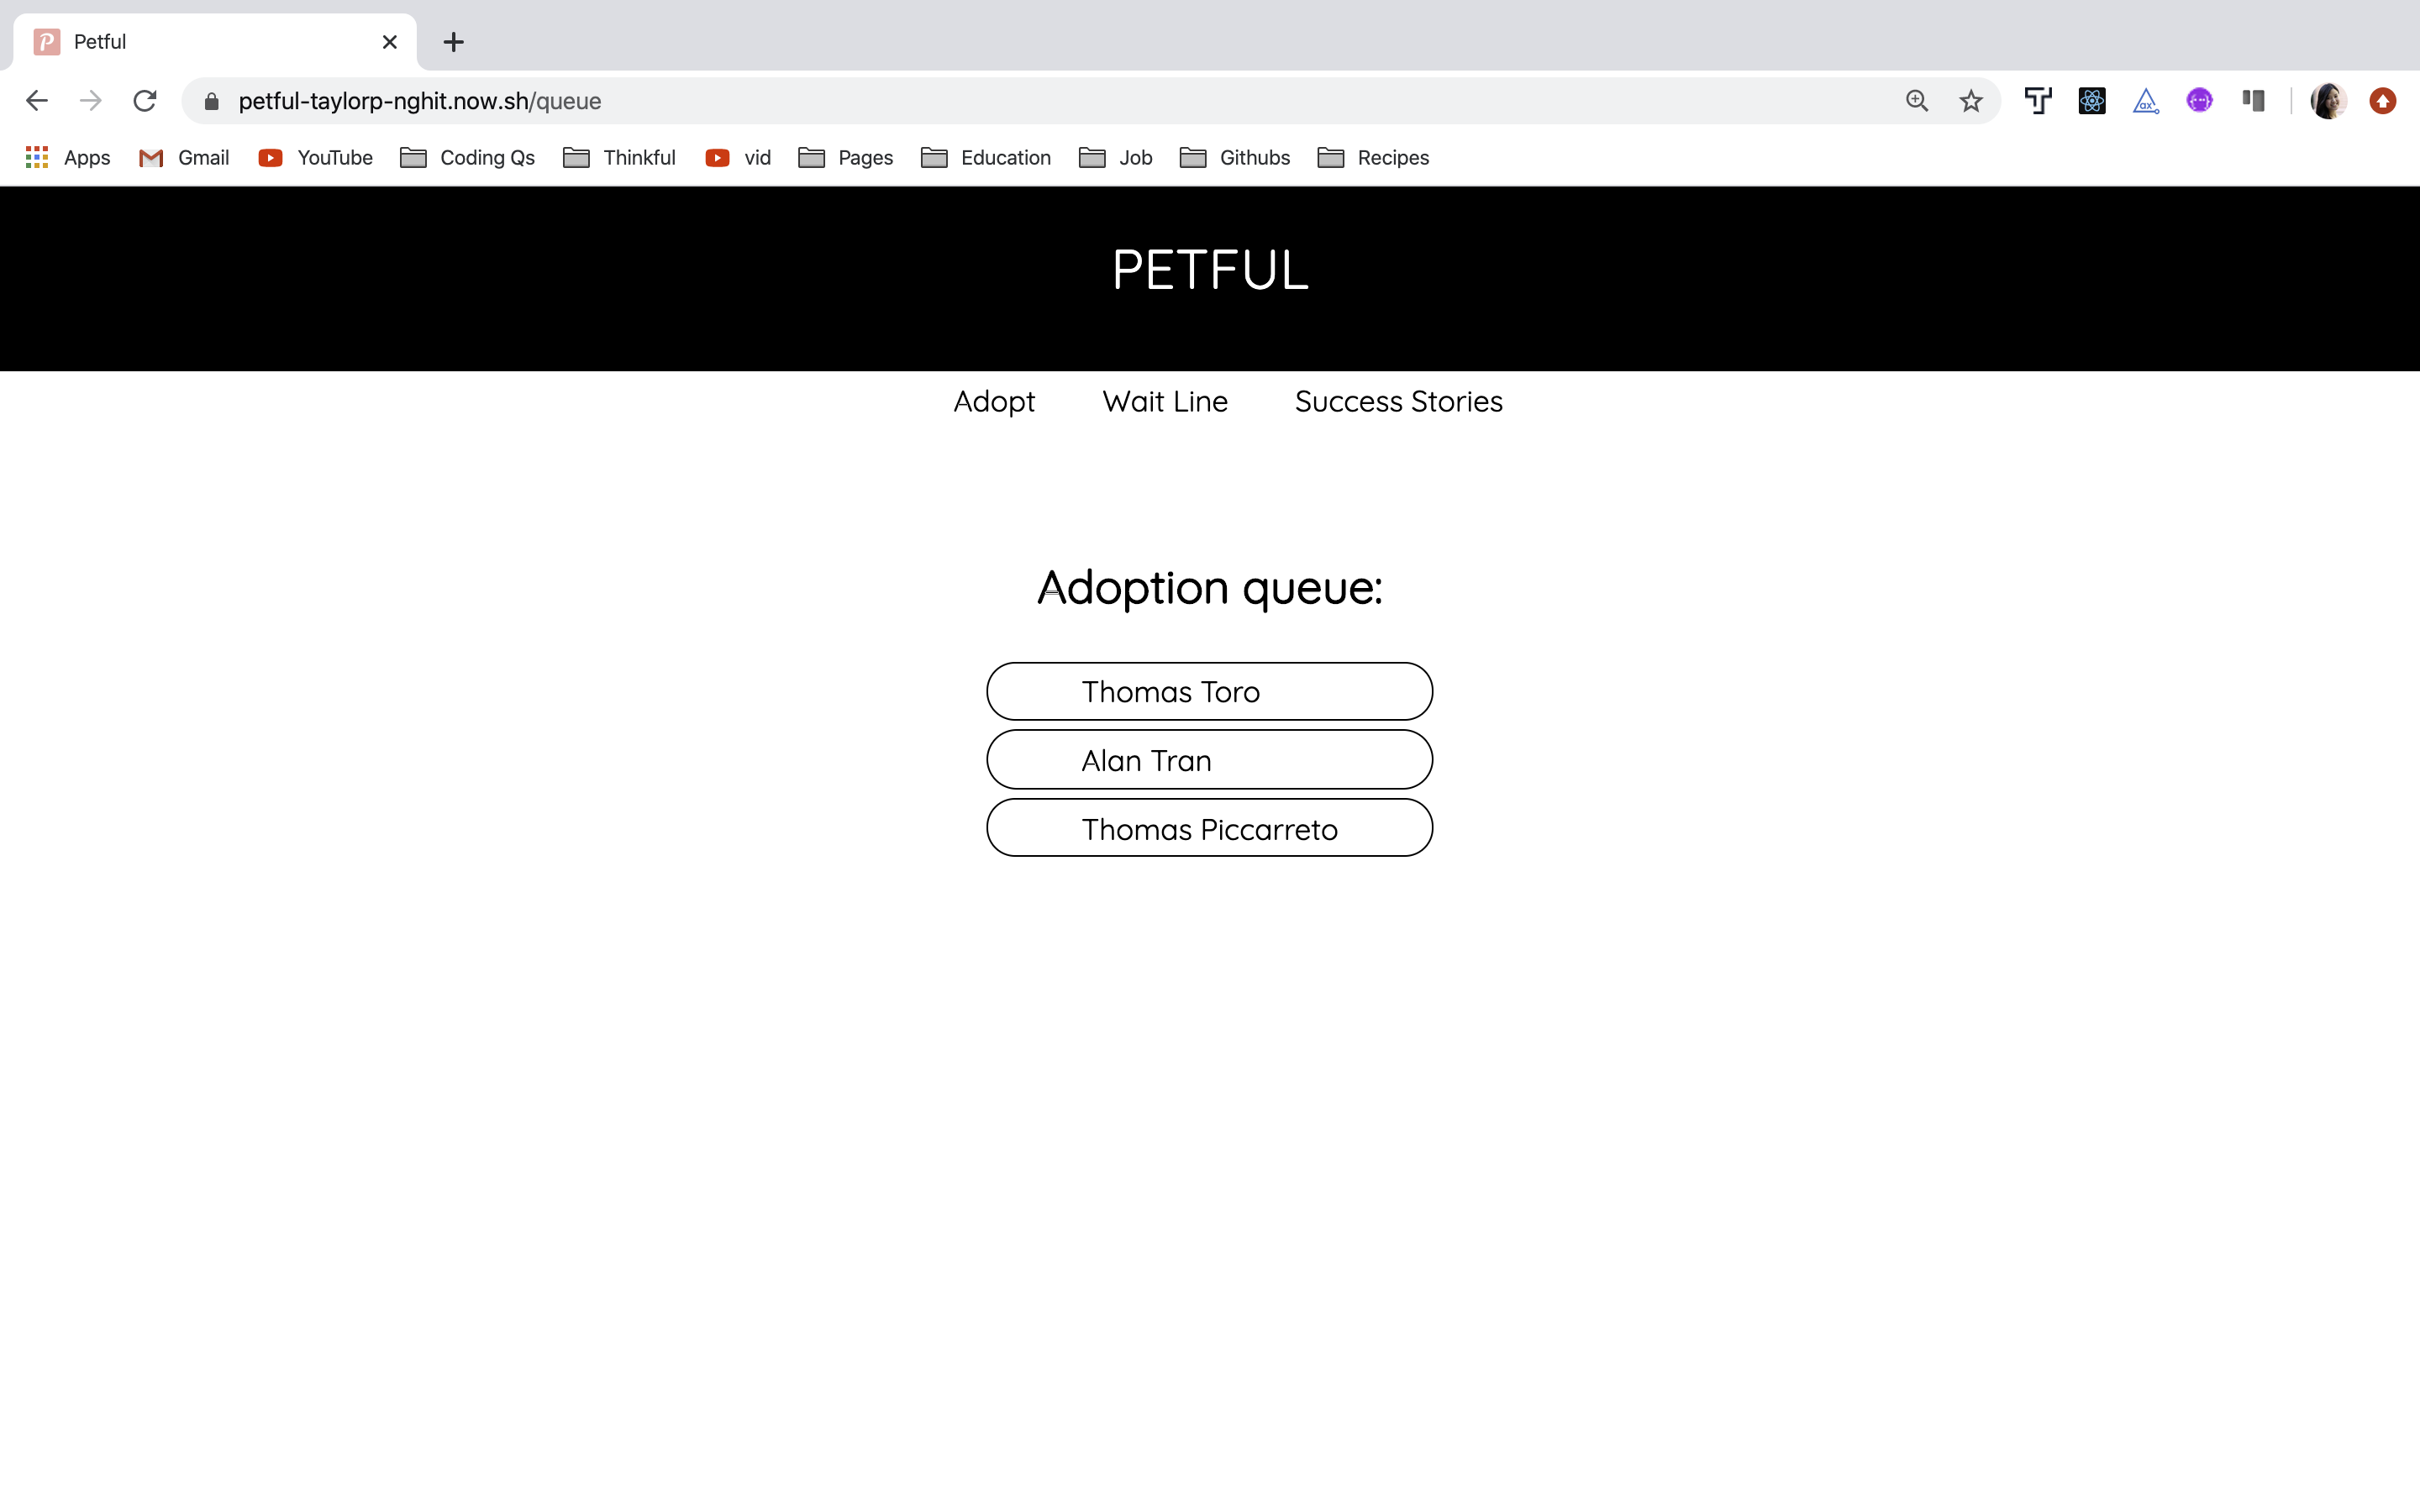 Petful
petful-taylorp-nghit.now.sh/queue
Apps Gmail YouTube Coding Qs Thinkful vid Pages Education Job Githubs Recipes
PETFUL
Adopt Wait Line Success Stories
Adoption queue:
Thomas Toro
Alan Tran
Thomas Piccarreto